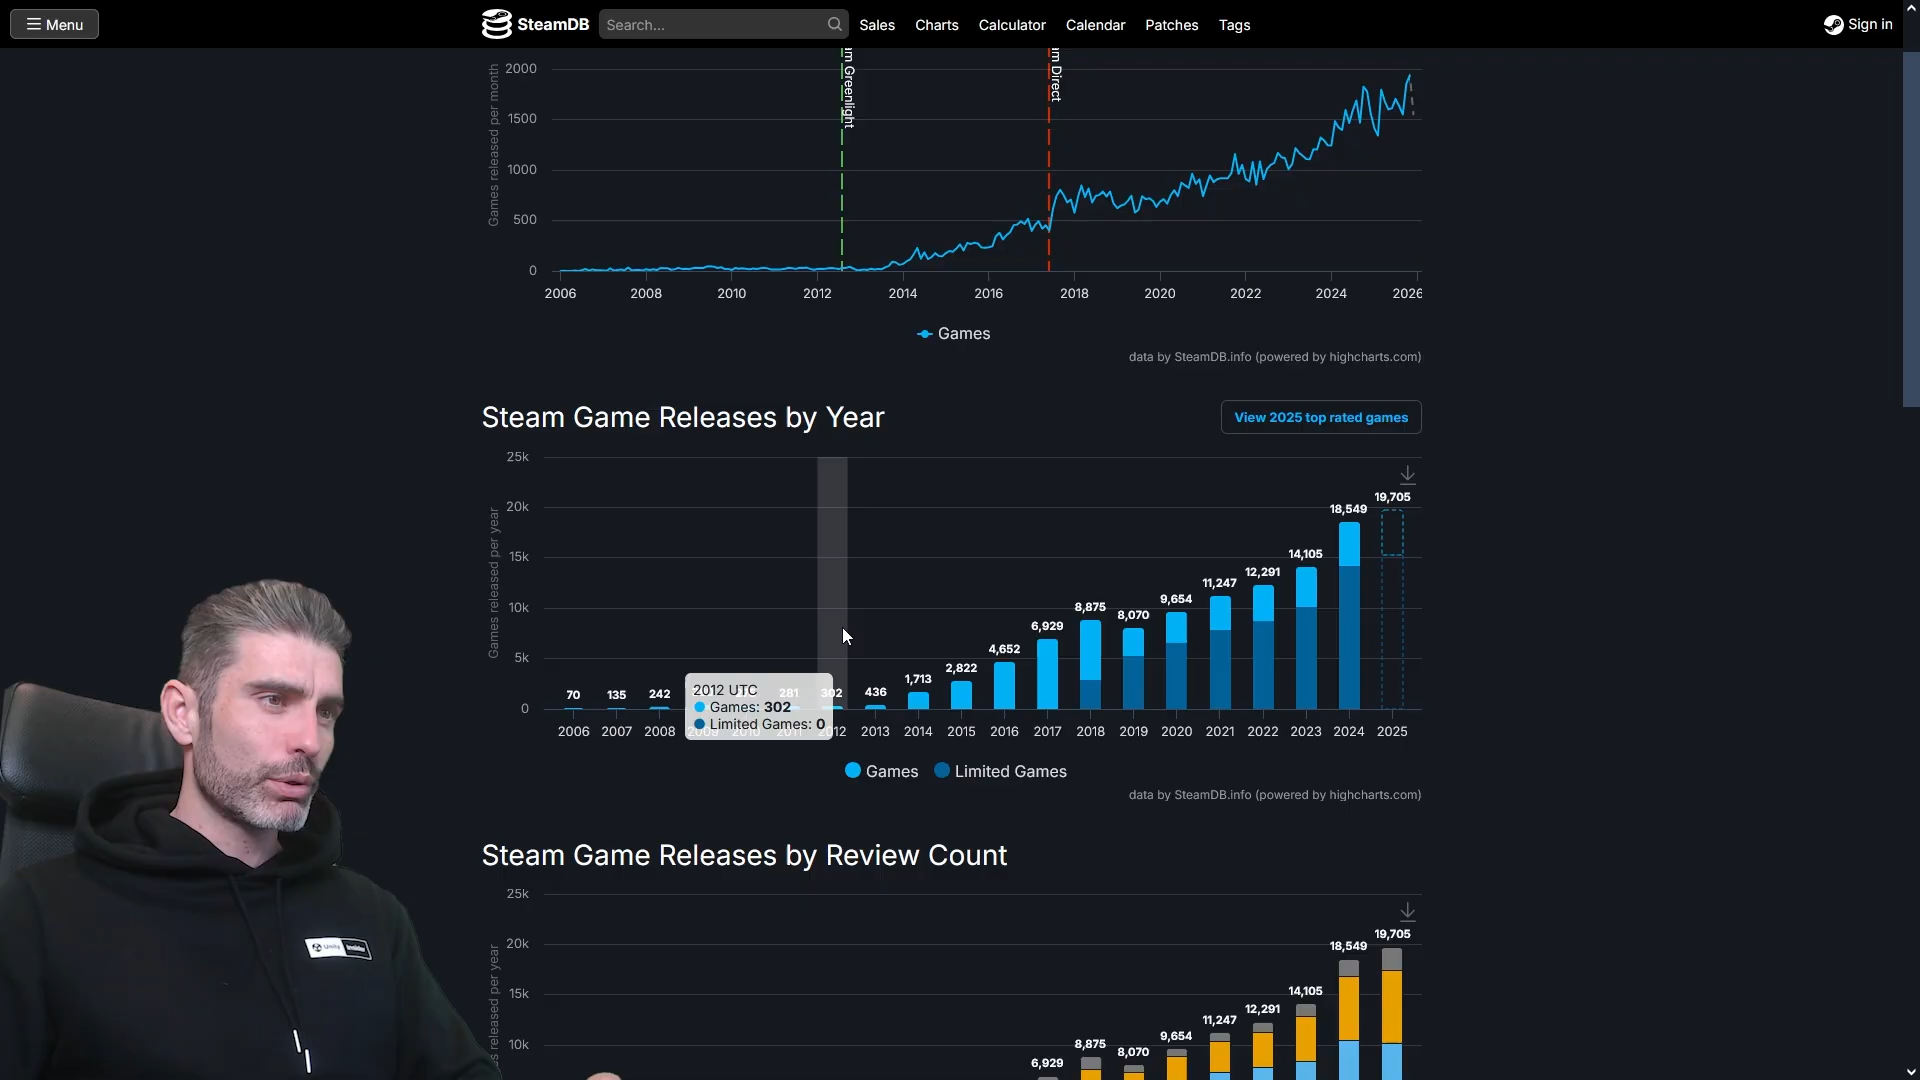 Menu
SteamDB
Search...
Sales
Charts
Calculator
Calendar
Patches
Tags
Sign in
Games released per month
2000
1500
1000
500
0
m Greenlight
m Direct
2006 2008 2010 2012 2014 2016 2018 2020 2022 2024 2026
Games
data by SteamDB.info (powered by highcharts.com)
Steam Game Releases by Year
View 2025 top rated games
Games released per year
25k
20k
15k
10k
5k
0
70 135 242 281 302 436 1,713 2,822 4,652 6,929 8,875 8,070 9,654 11,247 12,291 14,105 18,549 19,705
2012 UTC
Games: 302
Limited Games: 0
2006 2007 2008 2009 2010 2011 2012 2013 2014 2015 2016 2017 2018 2019 2020 2021 2022 2023 2024 2025
Games
Limited Games
data by SteamDB.info (powered by highcharts.com)
Steam Game Releases by Review Count
s released per year
25k
20k
15k
10k
6,929 8,875 8,070 9,654 11,247 12,291 14,105 18,549 19,705
Unity